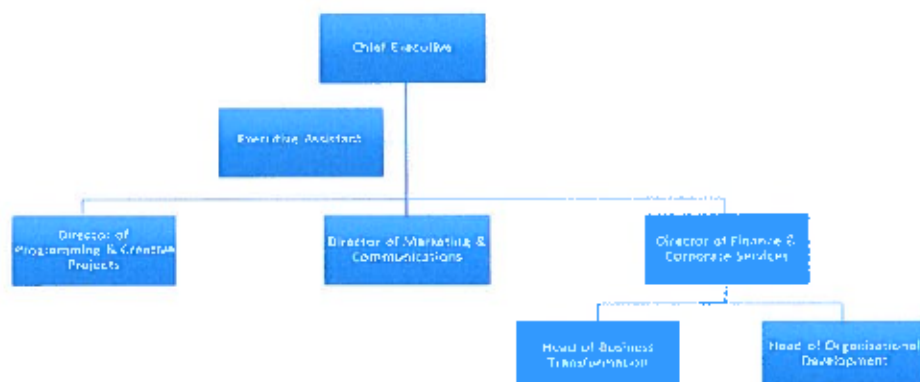 Chief Executive
Executive Assistant
Director of
Programming & Creative
Projects
Director of Marketing &
Communications
Director of Finance &
Corporate Services
Head of Business
Transformation
Head of Organisational
Development